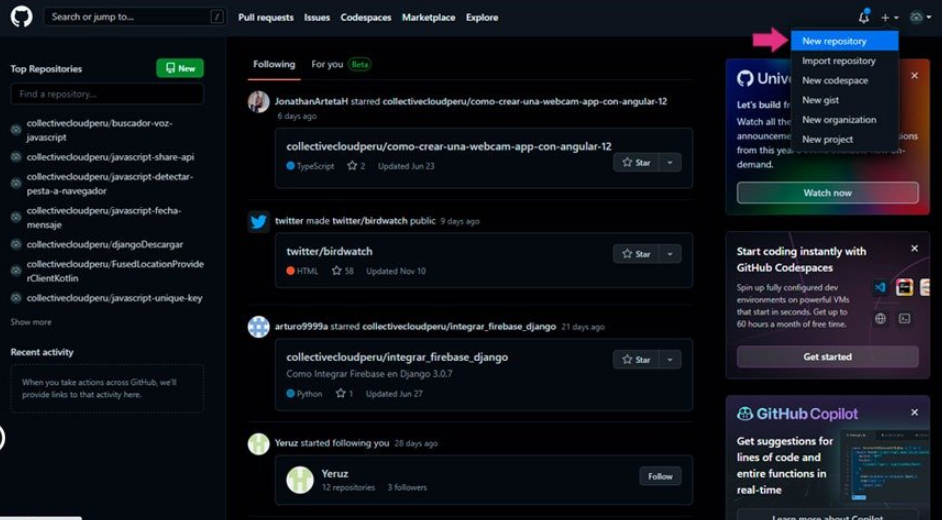 Search or jump to...
/
Pull requests Issues Codespaces Marketplace Explore
New repository
Import repository
New codespace
New gist
New organization
New project
Top Repositories
New
Find a repository...
collectivecloudperu/buscador-voz-
javascript
collectivecloudperu/javascript-share-api
collectivecloudperu/javascript-detectar-
pesta-a-navegador
collectivecloudperu/javascript-fecha-
mensaje
collectivecloudperu/djangoDescargar
collectivecloudperu/FusedLocationProvide
rClientKotlin
collectivecloudperu/javascript-unique-key
Show more
Recent activity
When you take actions across GitHub, we'll
provide links to that activity here.
Following For you Beta
JonathanArtetaH starred collectivecloudperu/como-crear-una-webcam-app-con-angular-12
6 days ago
collectivecloudperu/como-crear-una-webcam-app-con-angular-12
Star
TypeScript 2 Updated Jun 23
twitter made twitter/birdwatch public 9 days ago
twitter/birdwatch
Star
HTML 58 Updated Nov 10
arturo9999a starred collectivecloudperu/integrar_firebase_django 21 days ago
collectivecloudperu/integrar_firebase_django
Star
Como Integrar Firebase en Django 3.0.7
Python 1 Updated Jun 27
Yeruz started following you 28 days ago
Yeruz
12 repositories 3 followers
Follow
Univ
Let's build fr
Watch all the
announceme
from this year's
demand.
Watch now
Start coding instantly with
GitHub Codespaces
Spin up fully configured dev
environments on powerful VMs
that start in seconds. Get up to
60 hours a month of free time.
Get started
GitHub Copilot
Get suggestions for
lines of code and
entire functions in
real-time
Learn more about Copilot